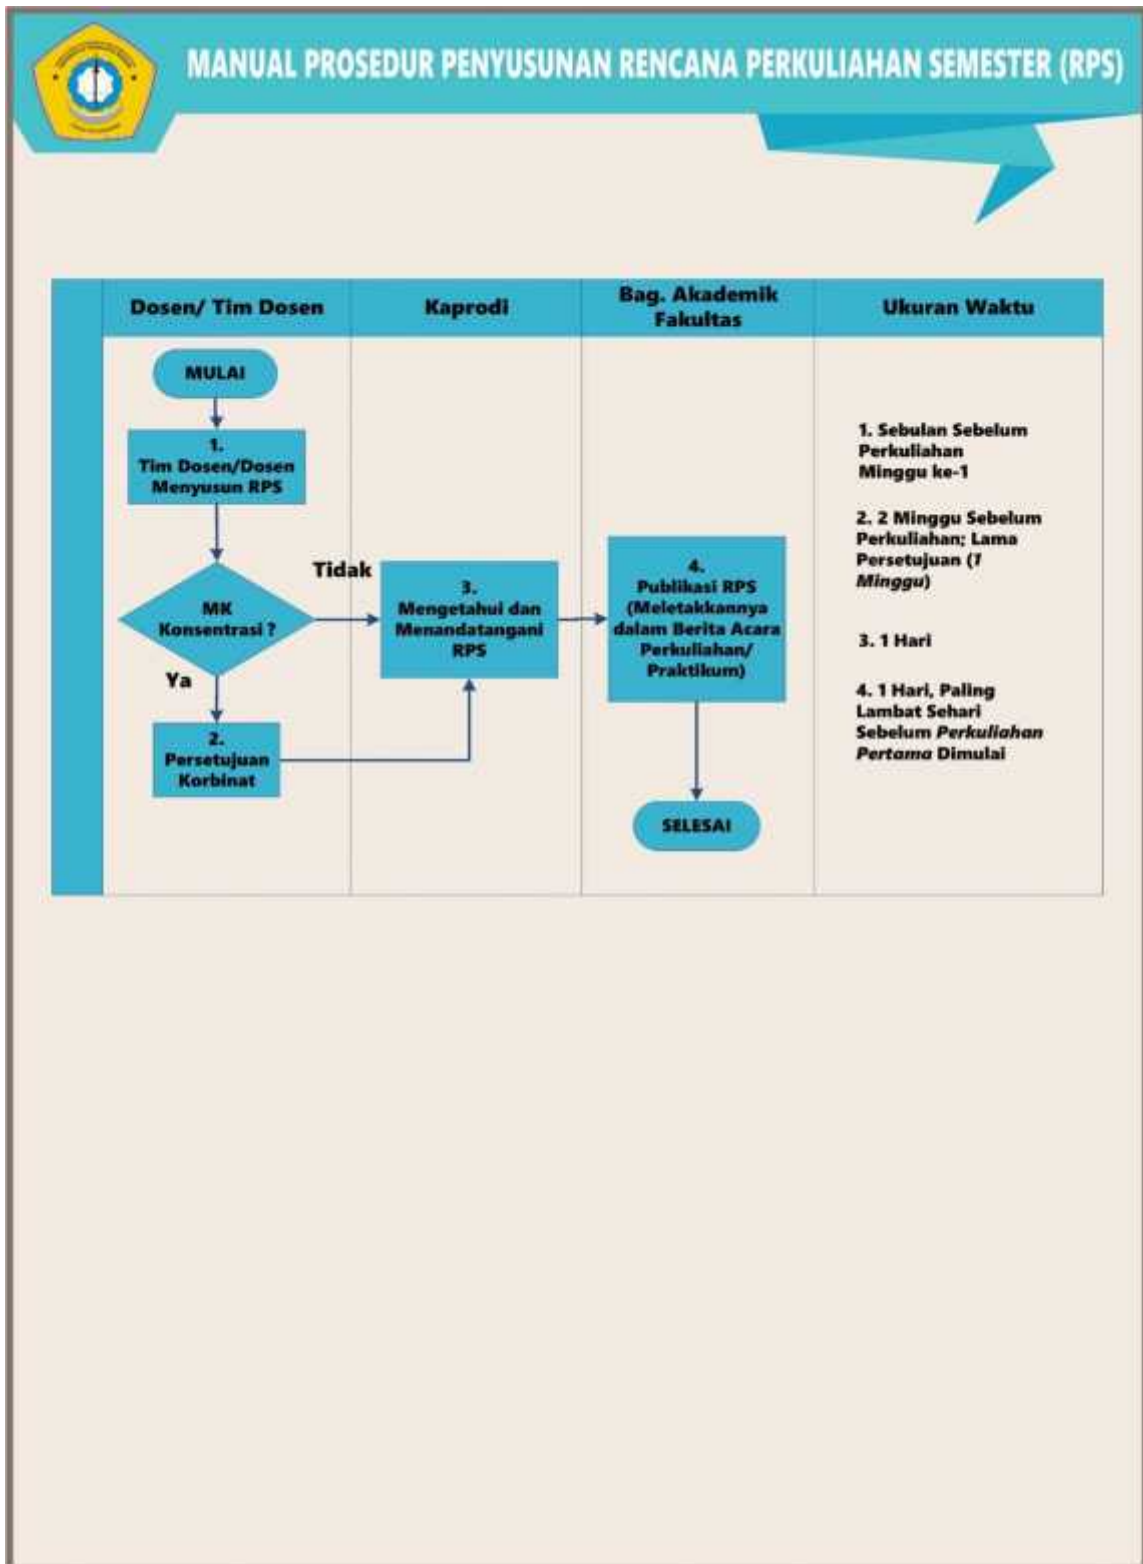 MANUAL PROSEDUR PENYUSUNAN RENCANA PERKULIAHAN SEMESTER (RPS)
Dosen/ Tim Dosen
Kaprodi
Bag. Akademik
Fakultas
Ukuran Waktu
MULAI
1.
Tim Dosen/Dosen
Menyusun RPS
MK
Konsentrasi ?
Tidak
Ya
2.
Persetujuan
Korbinat
3.
Mengetahui dan
Menandatangani
RPS
4.
Publikasi RPS
(Meletakkannya
dalam Berita Acara
Perkuliahan/
Praktikum)
SELESAI
1. Sebulan Sebelum
Perkuliahan
Minggu ke-1
2. 2 Minggu Sebelum
Perkuliahan; Lama
Persetujuan (1
Minggu)
3. 1 Hari
4. 1 Hari, Paling
Lambat Sehari
Sebelum Perkuliahan
Pertama Dimulai